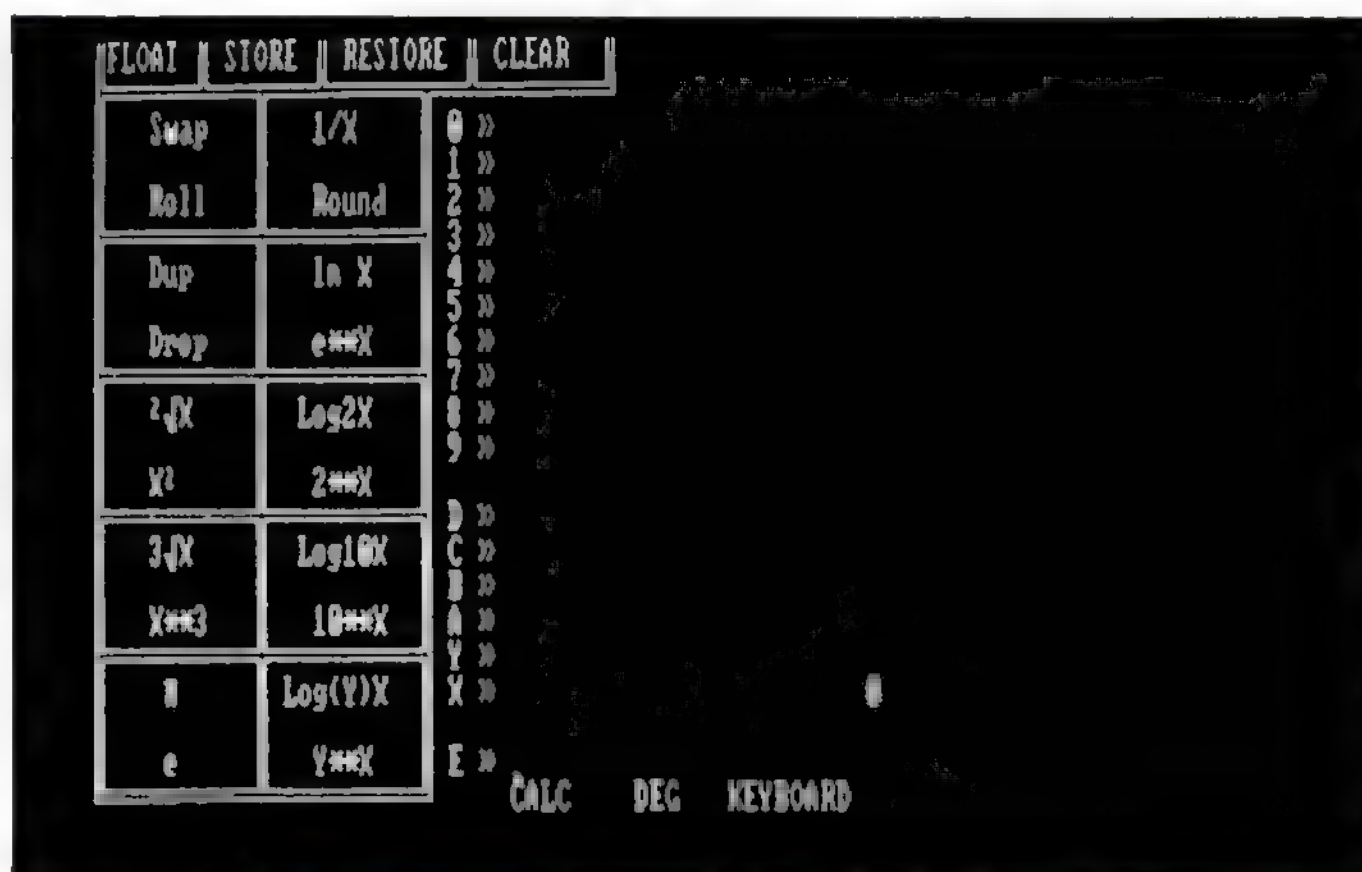 FLOAT STORE RESTORE CLEAR
Swap 1/X 0 »
1 »
Roll Round 2 »
3 »
Dup ln X 4 »
5 »
Drop e**X 6 »
7 »
²√X Log2X 8 »
9 »
X² 2**X
D »
3√X Log10X C »
B »
X**3 10**X A »
Y »
Log(Y)X X »
e Y**X E »
CALC DEG KEYBOARD